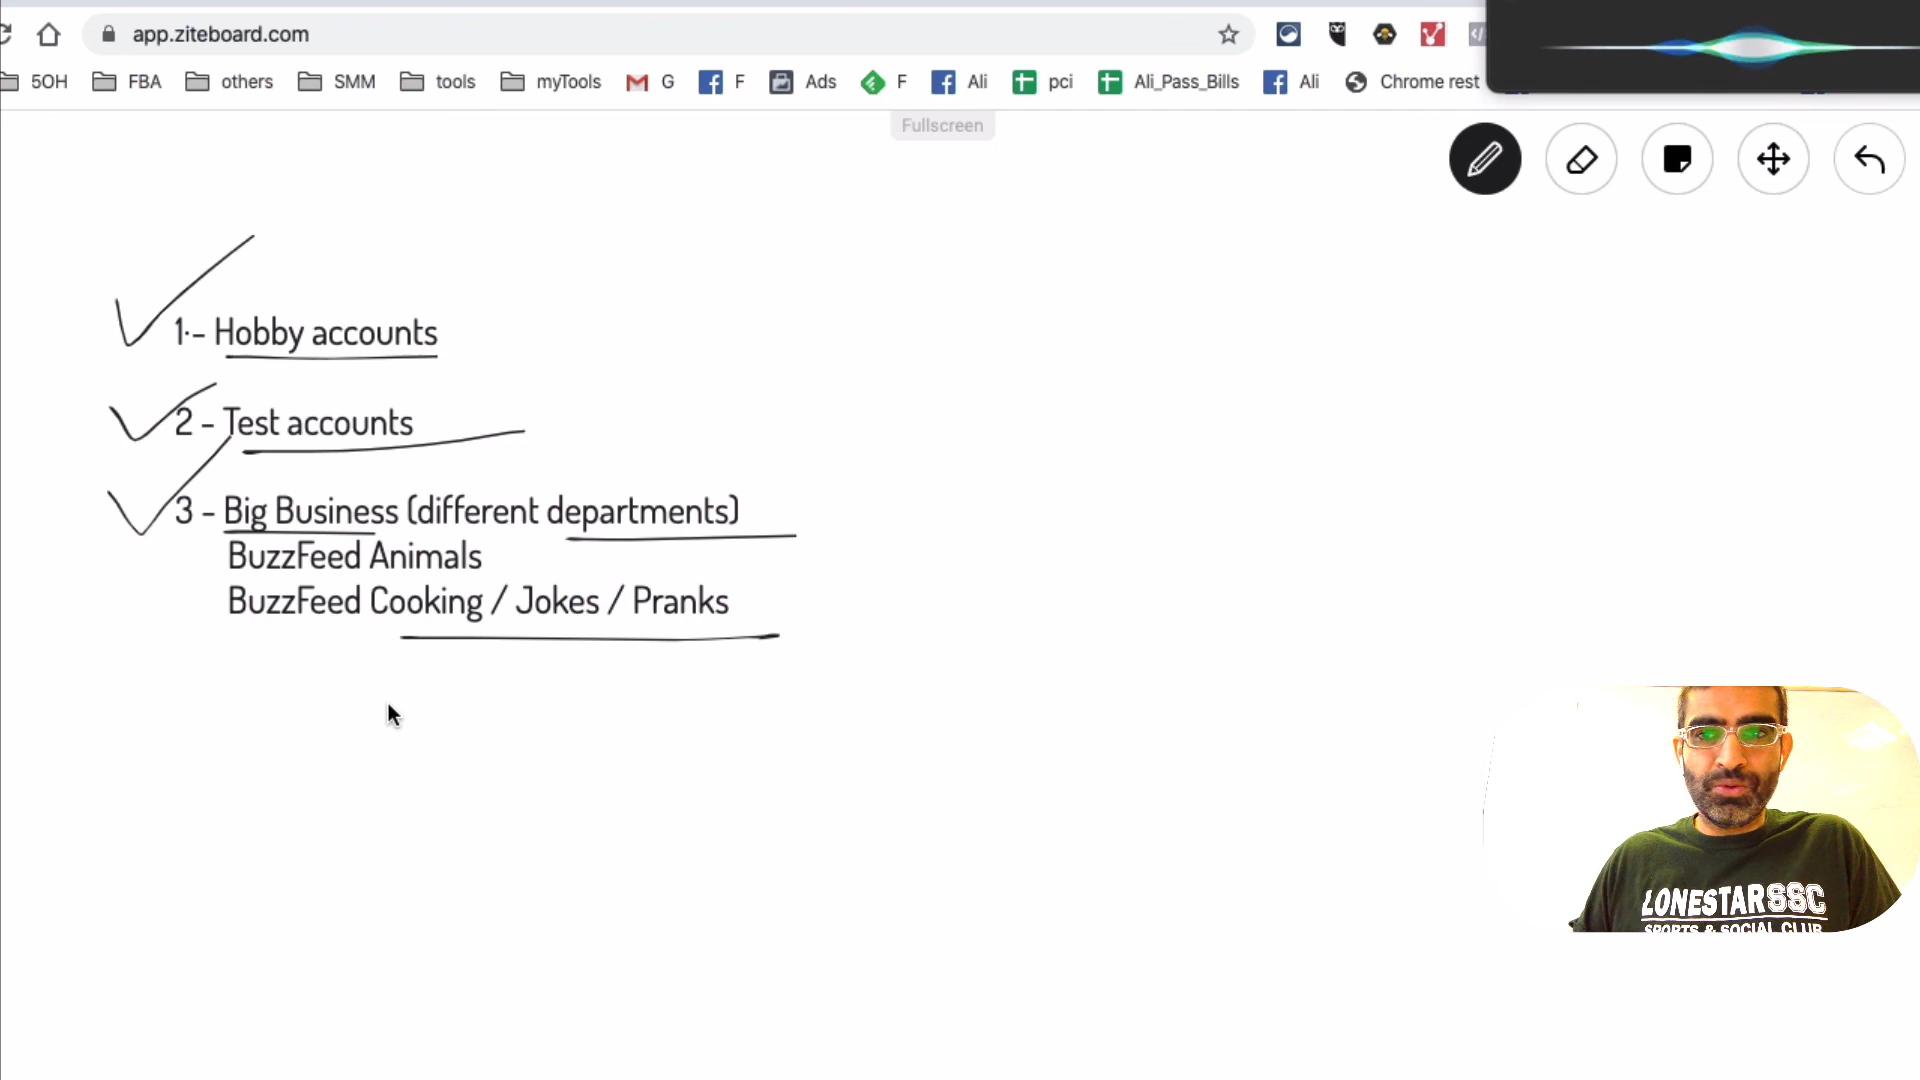 app.ziteboard.com
5OH FBA others SMM tools myTools G F Ads F Ali pci Ali_Pass_Bills Ali Chrome rest
Fullscreen
1.- Hobby accounts
2 - Test accounts
3 - Big Business (different departments)
BuzzFeed Animals
BuzzFeed Cooking / Jokes / Pranks
LONESTARSSC
SPORTS & SOCIAL CLUB